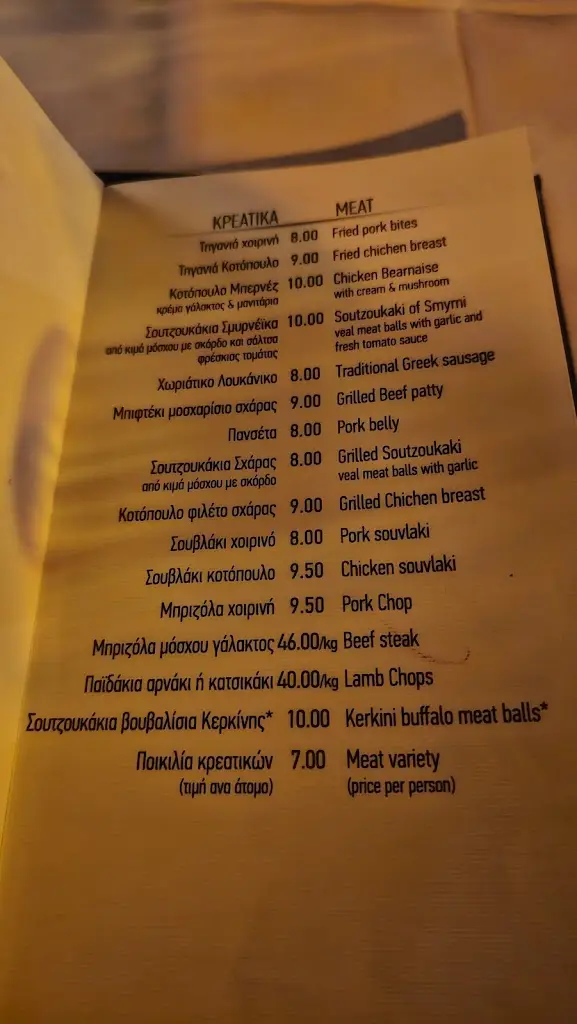 ΚΡΕΑΤΙΚΑ MEAT
Τηγανιά χοιρινή 8.00 Fried pork bites
Τηγανιά Κοτόπουλο 9.00 Fried chicken breast
Κοτόπουλο Μπερνέζ 10.00 Chicken Bearnaise
κρέμα γάλακτος & μανιτάρια with cream & mushroom
Σουτζουκάκια Σμυρνέϊκα 10.00 Soutzoukaki of Smyrni
από κιμά μόσχου με σκόρδο και σάλτσα veal meat balls with garlic and
φρέσκιας τομάτας fresh tomato sauce
Χωριάτικο Λουκάνικο 8.00 Traditional Greek sausage
Μπιφτέκι μοσχαρίσιο σχάρας 9.00 Grilled Beef patty
Πανσέτα 8.00 Pork belly
Σουτζουκάκια Σχάρας 8.00 Grilled Soutzoukaki
από κιμά μόσχου με σκόρδο veal meat balls with garlic
Κοτόπουλο φιλέτο σχάρας 9.00 Grilled Chichen breast
Σουβλάκι χοιρινό 8.00 Pork souvlaki
Σουβλάκι κοτόπουλο 9.50 Chicken souvlaki
Μπριζόλα χοιρινή 9.50 Pork Chop
Μπριζόλα μόσχου γάλακτος 46.00/kg Beef steak
Παϊδάκια αρνάκι ή κατσικάκι 40.00/kg Lamb Chops
Σουτζουκάκια βουβαλίσια Κερκίνης* 10.00 Kerkini buffalo meat balls*
Ποικιλία κρεατικών 7.00 Meat variety
(τιμή ανα άτομο) (price per person)